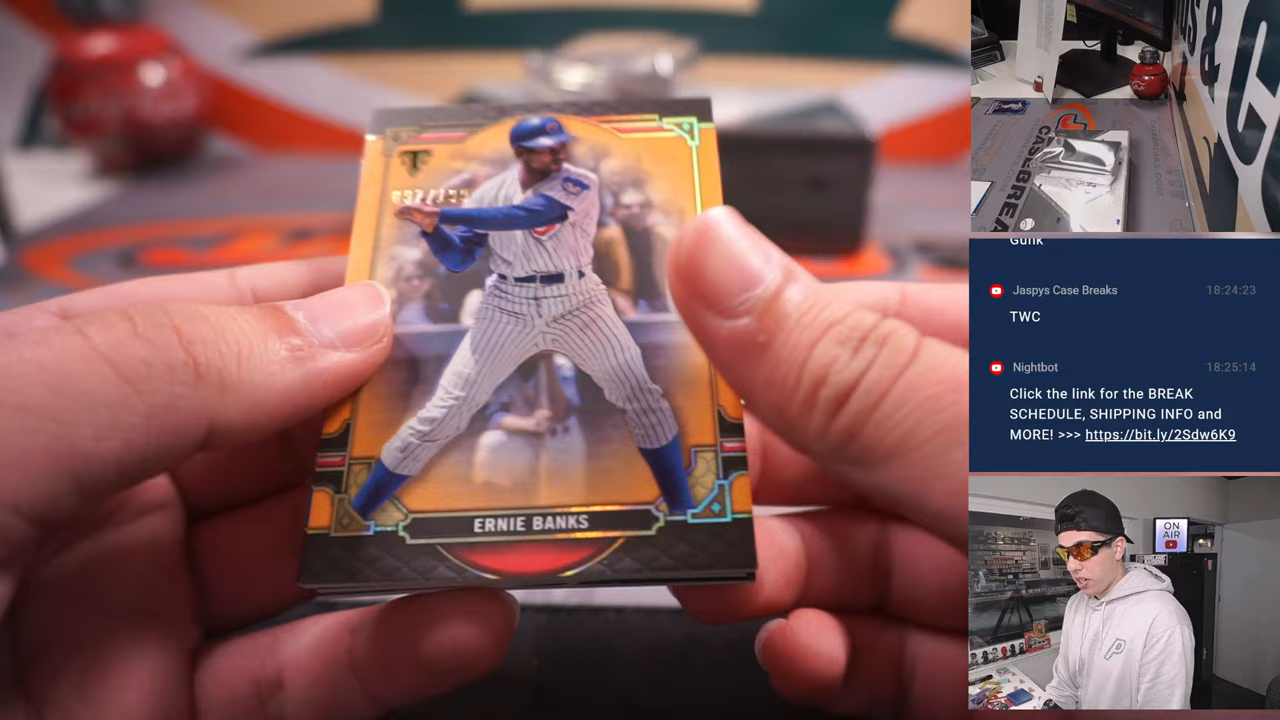 ERNIE BANKS
Gunk
Jaspys Case Breaks 18:24:23
TWC
Nightbot 18:25:14
Click the link for the BREAK
SCHEDULE, SHIPPING INFO and
MORE! >>> https://bit.ly/2Sdw6K9
ON
AIR